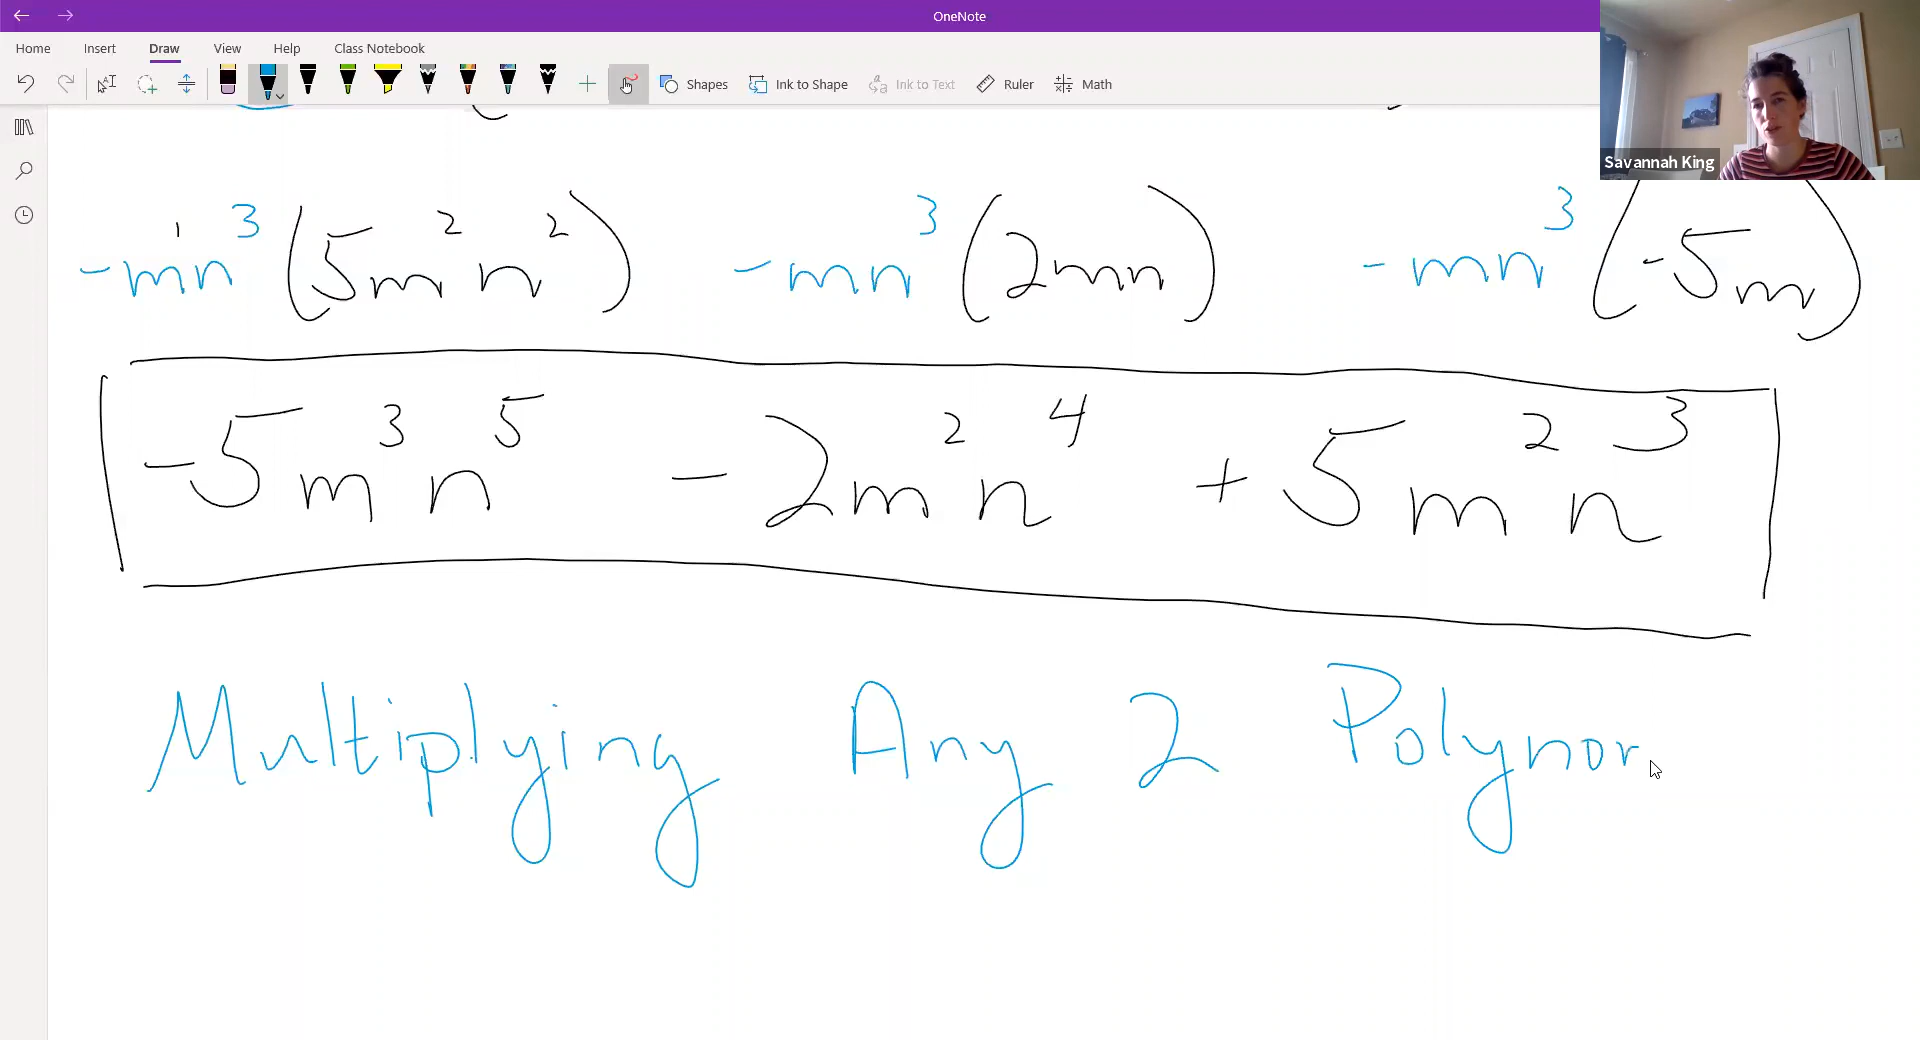 OneNote
Home Insert Draw View Help Class Notebook
Shapes Ink to Shape Ink to Text Ruler Math
Savannah King
-m¹n³(5m²n²) -mn³(2mn) -mn³(-5m)
-5m³n⁵ - 2m²n⁴ + 5m²n³
Multiplying Any 2 Polynor